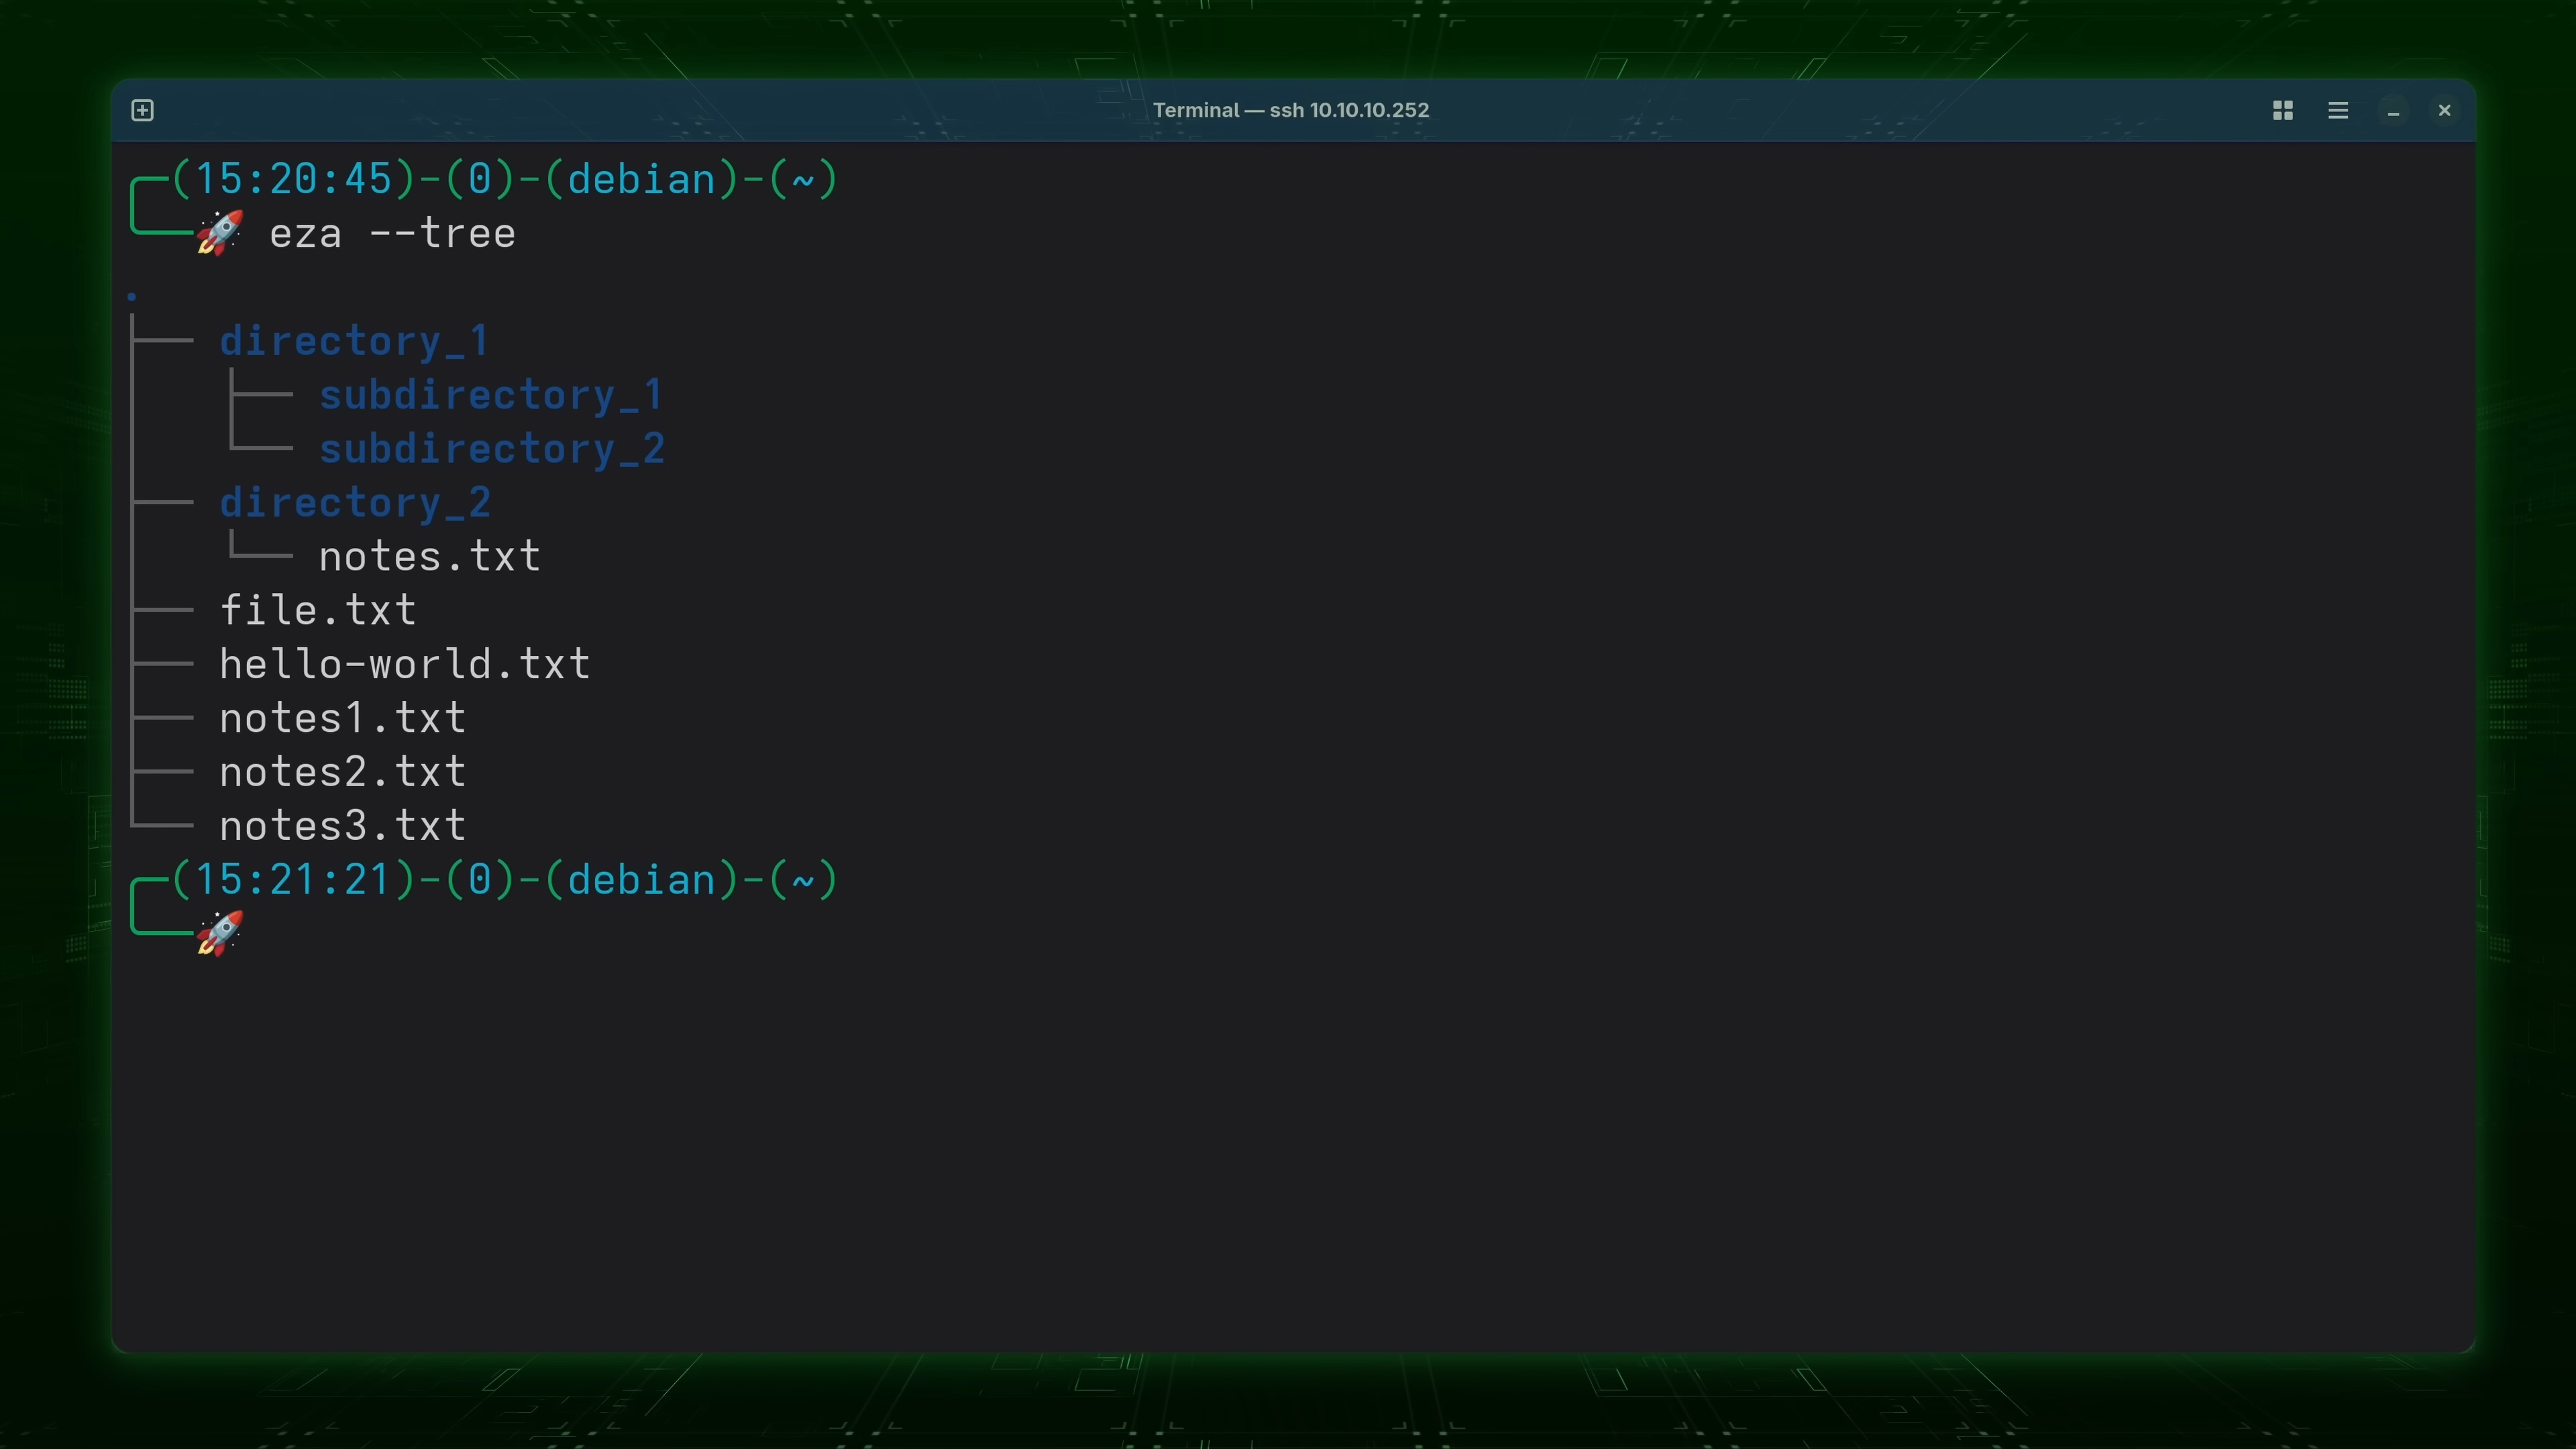 Terminal — ssh 10.10.10.252
╭──(15:20:45)-(0)-(debian)-(~)
╰──🚀 eza --tree
.
├── directory_1
│   ├── subdirectory_1
│   └── subdirectory_2
├── directory_2
│   └── notes.txt
├── file.txt
├── hello-world.txt
├── notes1.txt
├── notes2.txt
└── notes3.txt
╭──(15:21:21)-(0)-(debian)-(~)
╰──🚀